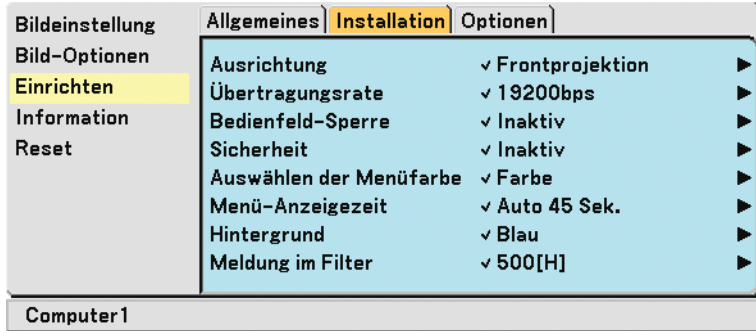 Bildeinstellung
Bild-Optionen
Einrichten
Information
Reset
Allgemeines Installation Optionen
Ausrichtung ✓ Frontprojektion ▶
Übertragungsrate ✓ 19200bps ▶
Bedienfeld-Sperre ✓ Inaktiv ▶
Sicherheit ✓ Inaktiv ▶
Auswählen der Menüfarbe ✓ Farbe ▶
Menü-Anzeigezeit ✓ Auto 45 Sek. ▶
Hintergrund ✓ Blau ▶
Meldung im Filter ✓ 500[H] ▶
Computer1